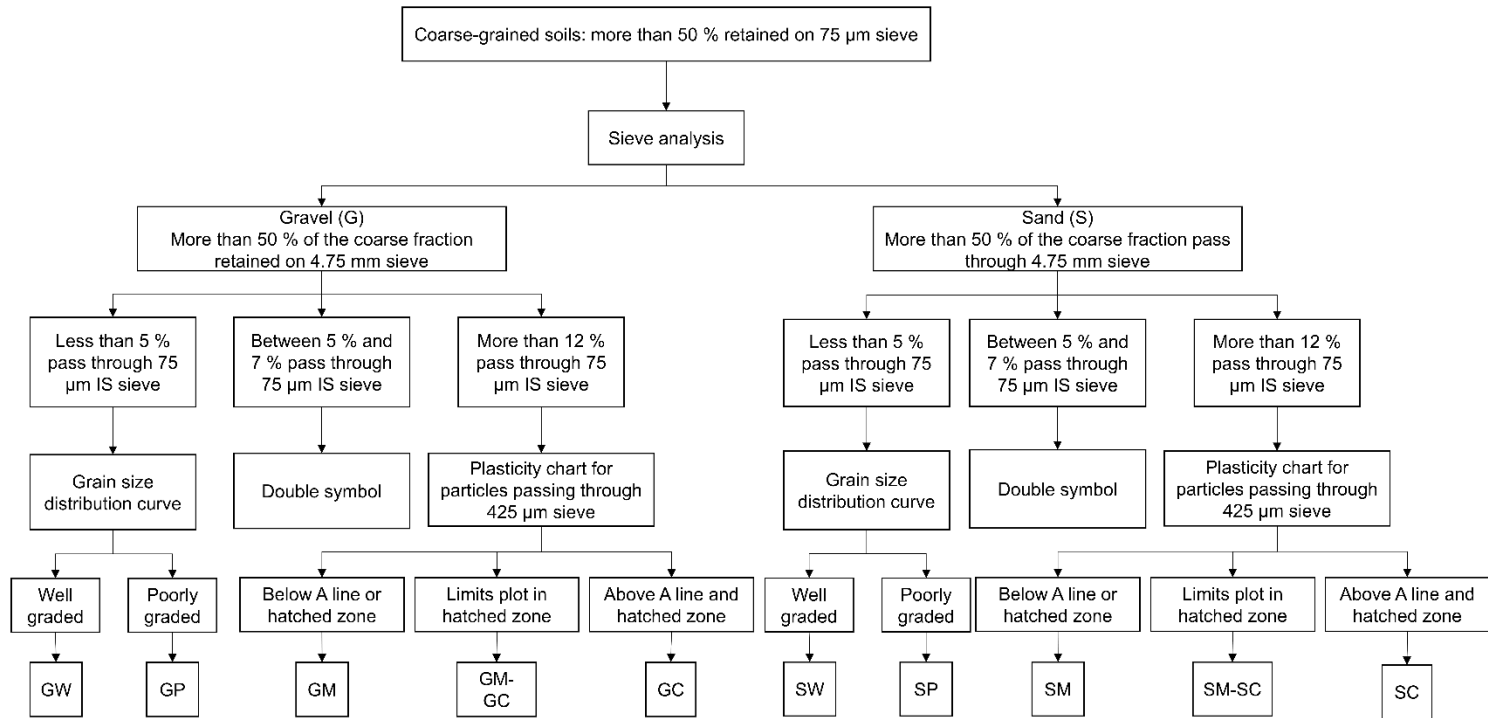 Coarse-grained soils: more than 50 % retained on 75 µm sieve
Sieve analysis
Gravel (G)
More than 50 % of the coarse fraction
retained on 4.75 mm sieve
Sand (S)
More than 50 % of the coarse fraction pass
through 4.75 mm sieve
Less than 5 %
pass through 75
µm IS sieve
Between 5 % and
7 % pass through
75 µm IS sieve
More than 12 %
pass through 75
µm IS sieve
Less than 5 %
pass through 75
µm IS sieve
Between 5 % and
7 % pass through
75 µm IS sieve
More than 12 %
pass through 75
µm IS sieve
Grain size
distribution curve
Double symbol
Plasticity chart for
particles passing through
425 µm sieve
Grain size
distribution curve
Double symbol
Plasticity chart for
particles passing through
425 µm sieve
Well
graded
Poorly
graded
Below A line or
hatched zone
Limits plot in
hatched zone
Above A line and
hatched zone
Well
graded
Poorly
graded
Below A line or
hatched zone
Limits plot in
hatched zone
Above A line and
hatched zone
GW
GP
GM
GM-
GC
GC
SW
SP
SM
SM-SC
SC